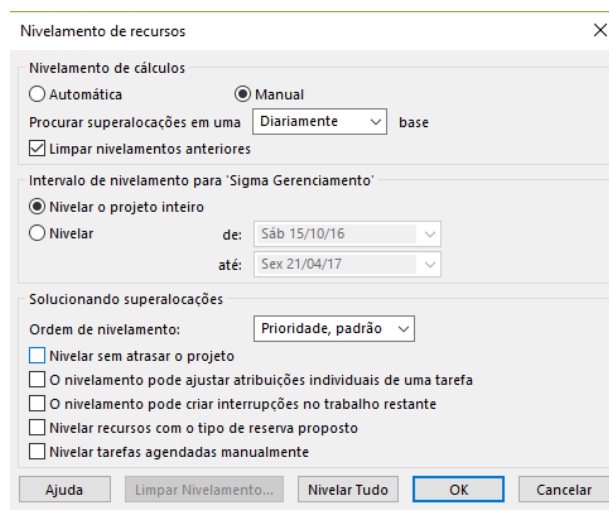 Nivelamento de recursos
Nivelamento de cálculos
Automática Manual
Procurar superalocações em uma Diariamente base
Limpar nivelamentos anteriores
Intervalo de nivelamento para 'Sigma Gerenciamento'
Nivelar o projeto inteiro
Nivelar de: Sáb 15/10/16
até: Sex 21/04/17
Solucionando superalocações
Ordem de nivelamento: Prioridade, padrão
Nivelar sem atrasar o projeto
O nivelamento pode ajustar atribuições individuais de uma tarefa
O nivelamento pode criar interrupções no trabalho restante
Nivelar recursos com o tipo de reserva proposto
Nivelar tarefas agendadas manualmente
Ajuda Limpar Nivelamento... Nivelar Tudo OK Cancelar